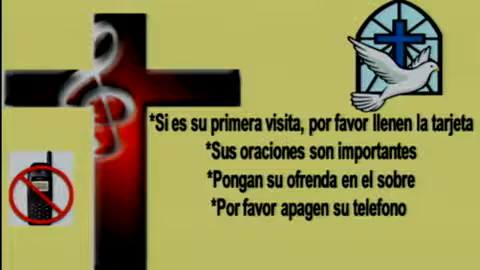 *Si es su primera visita, por favor llenen la tarjeta
*Sus oraciones son importantes
*Pongan su ofrenda en el sobre
*Por favor apagen su telefono